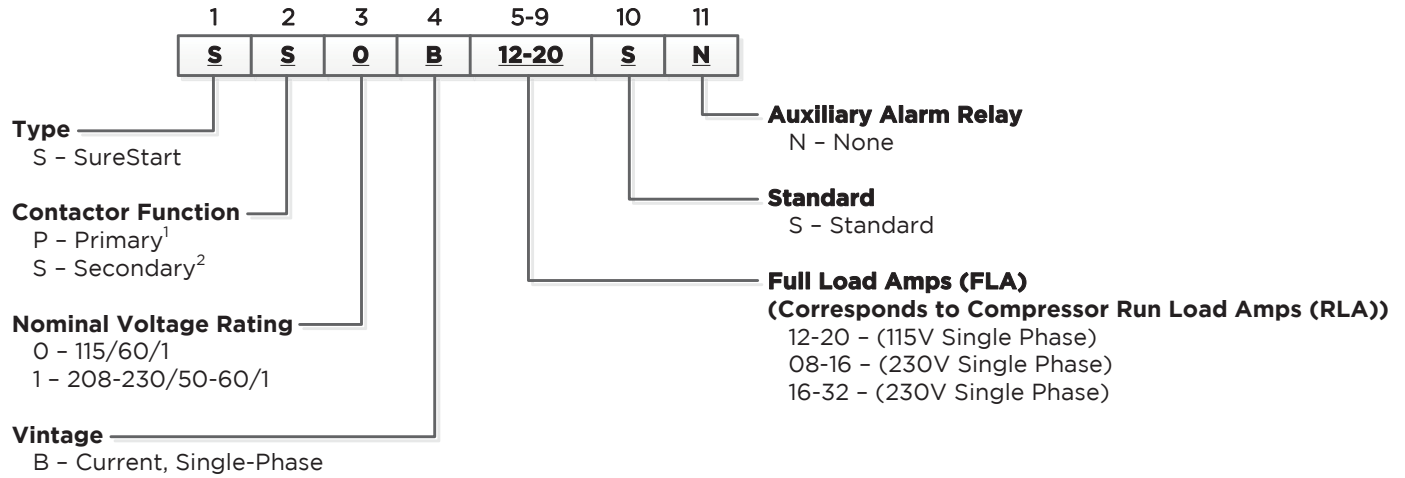 1 2 3 4 5-9 10 11
S S 0 B 12-20 S N
Type
S – SureStart
Contactor Function
P – Primary¹
S – Secondary²
Nominal Voltage Rating
0 – 115/60/1
1 – 208-230/50-60/1
Vintage
B – Current, Single-Phase
Auxiliary Alarm Relay
N – None
Standard
S – Standard
Full Load Amps (FLA)
(Corresponds to Compressor Run Load Amps (RLA))
12-20 – (115V Single Phase)
08-16 – (230V Single Phase)
16-32 – (230V Single Phase)